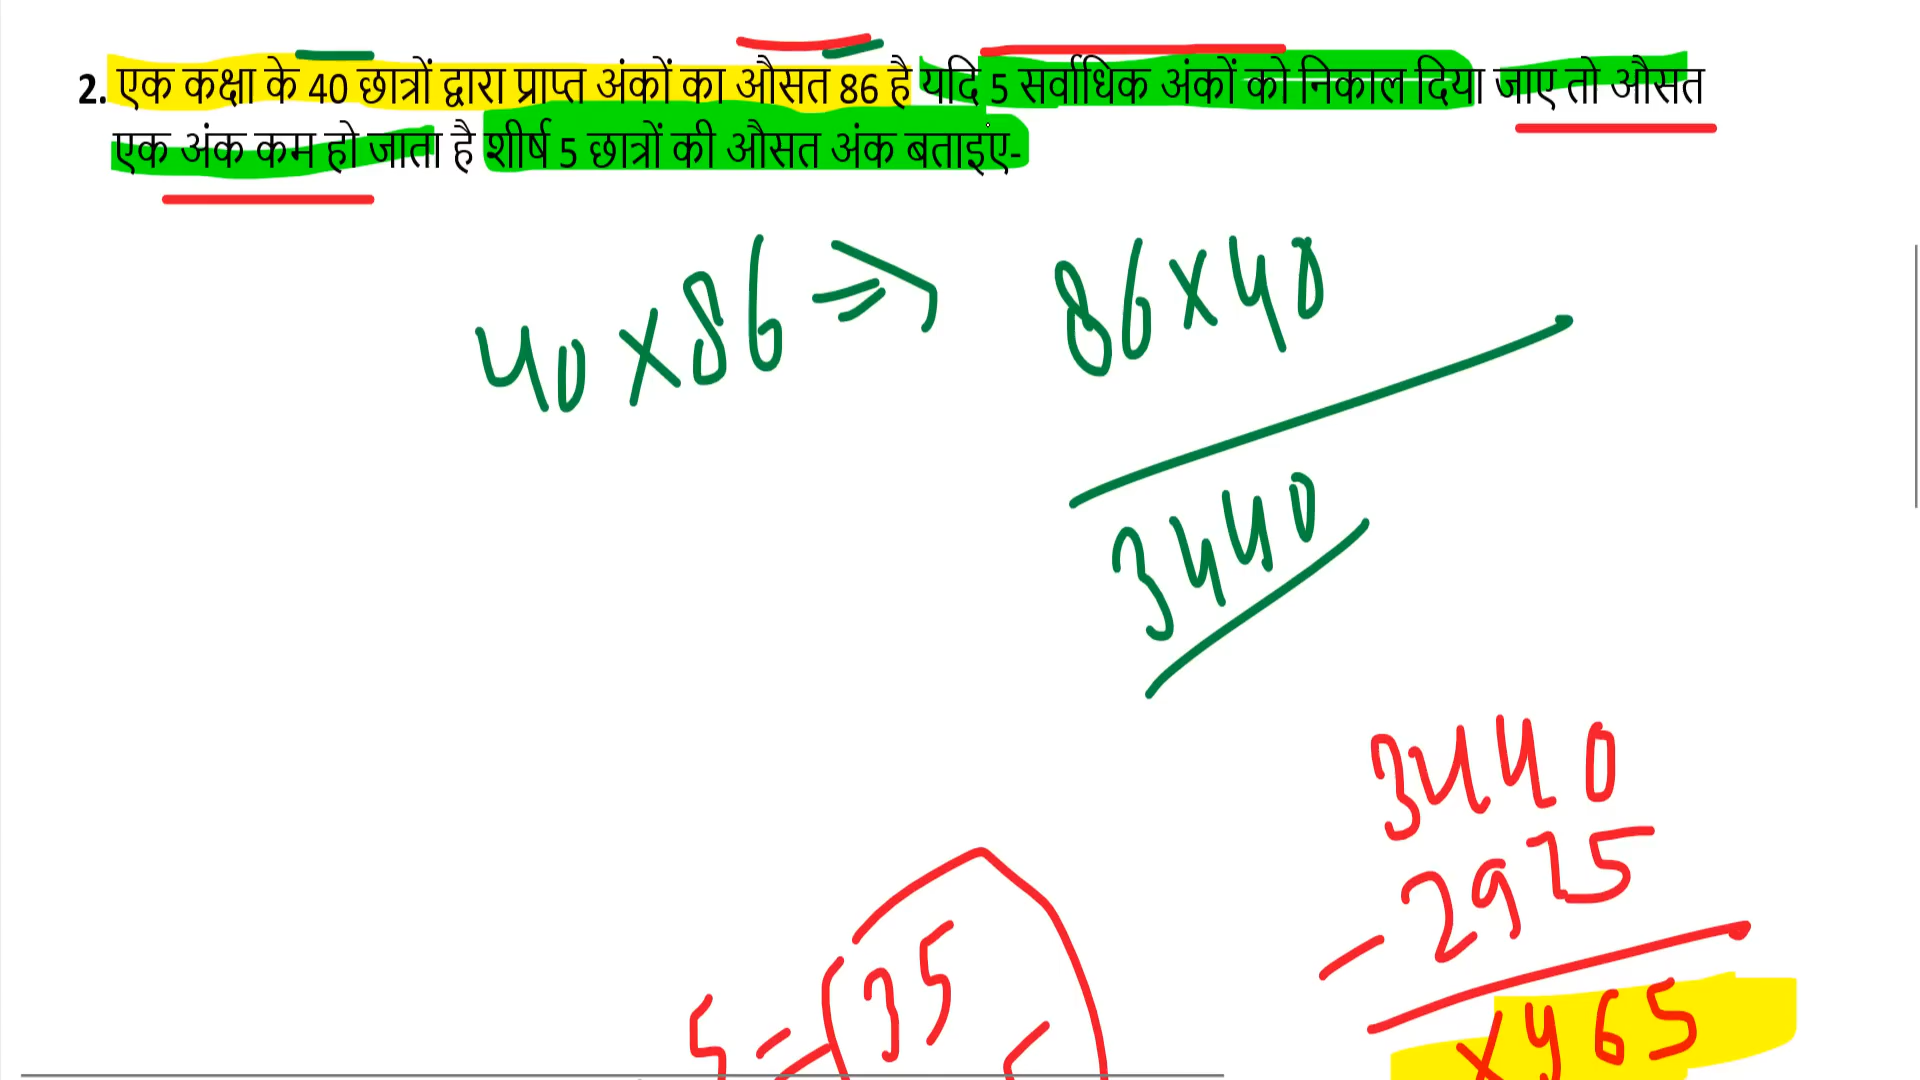 2. एक कक्षा के 40 छात्रों द्वारा प्राप्त अंकों का औसत 86 है यदि 5 सर्वाधिक अंकों को निकाल दिया जाए तो औसत
एक अंक कम हो जाता है शीर्ष 5 छात्रों की औसत अंक बताइए-
40 x 86 ⇒ 86 x 40
3440
3440
- 2975
x465
5 = 35